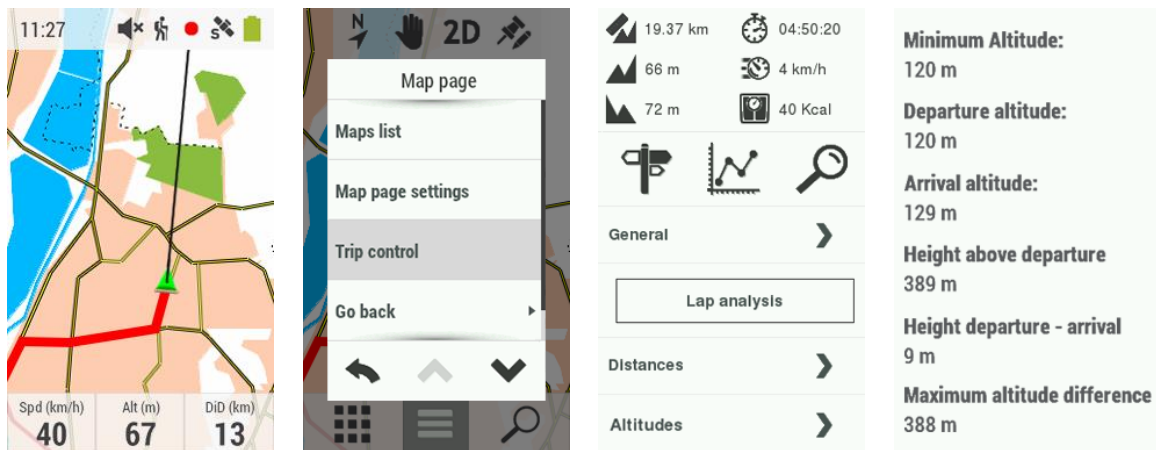 11:27
Spd (km/h)
Alt (m)
DiD (km)
40
67
13
2D
Map page
Maps list
Map page settings
Trip control
Go back
19.37 km
04:50:20
66 m
4 km/h
72 m
40 Kcal
General
Lap analysis
Distances
Altitudes
Minimum Altitude:
120 m
Departure altitude:
120 m
Arrival altitude:
129 m
Height above departure
389 m
Height departure - arrival
9 m
Maximum altitude difference
388 m